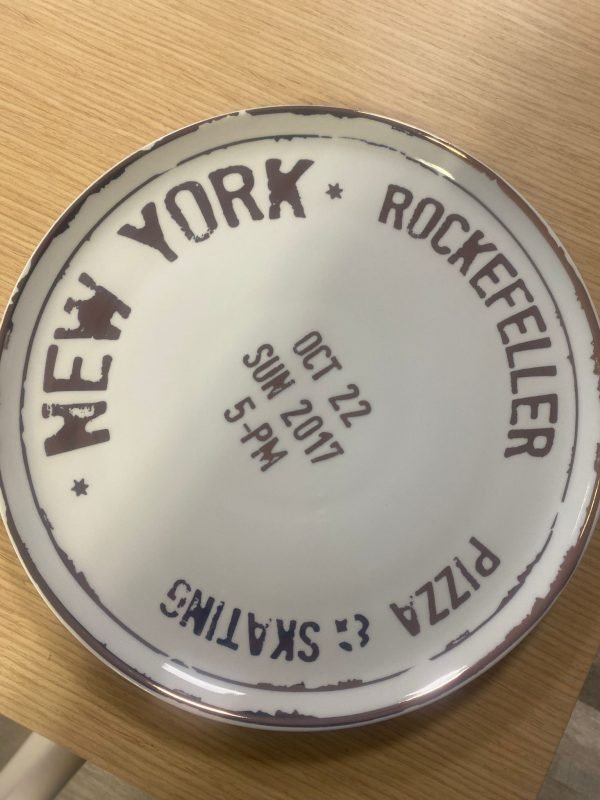 * NEW YORK * ROCKEFELLER
PIZZA & SKATING
OCT 22
SUN 2017
5-PM